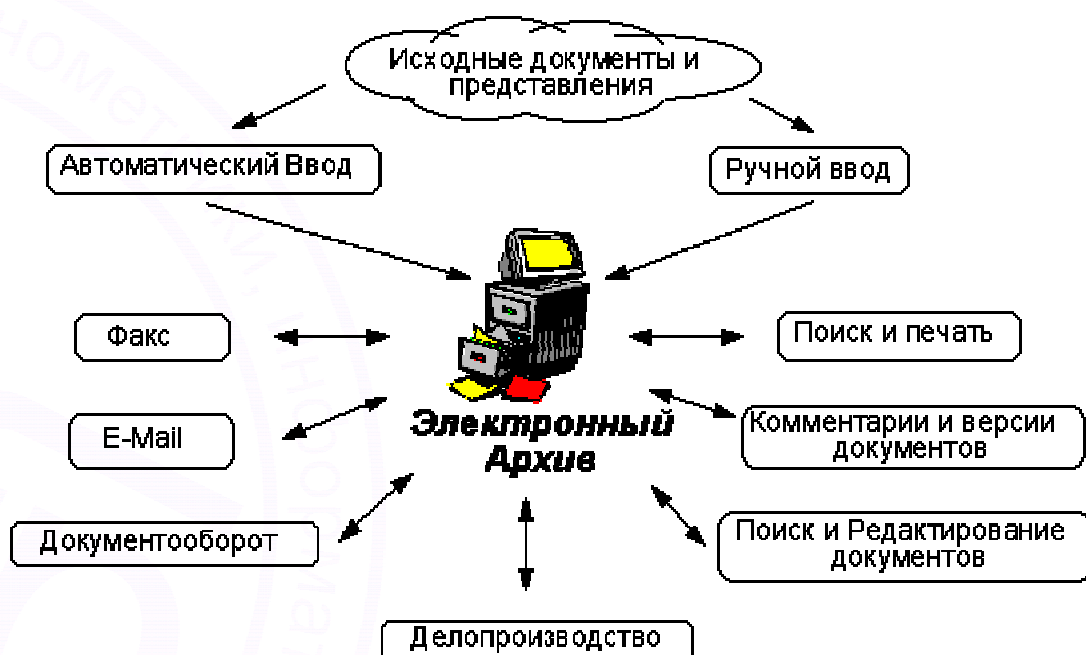 Исходные документы и
представления
Автоматический Ввод
Ручной ввод
Факс
Поиск и печать
Электронный
Архив
E-Mail
Комментарии и версии
документов
Документооборот
Поиск и Редактирование
документов
Делопроизводство